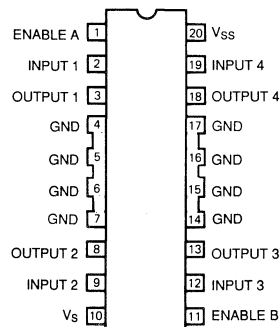 ENABLE A 1 20 VSS
INPUT 1 2 19 INPUT 4
OUTPUT 1 3 18 OUTPUT 4
GND 4 17 GND
GND 5 16 GND
GND 6 15 GND
GND 7 14 GND
OUTPUT 2 8 13 OUTPUT 3
INPUT 2 9 12 INPUT 3
VS 10 11 ENABLE B